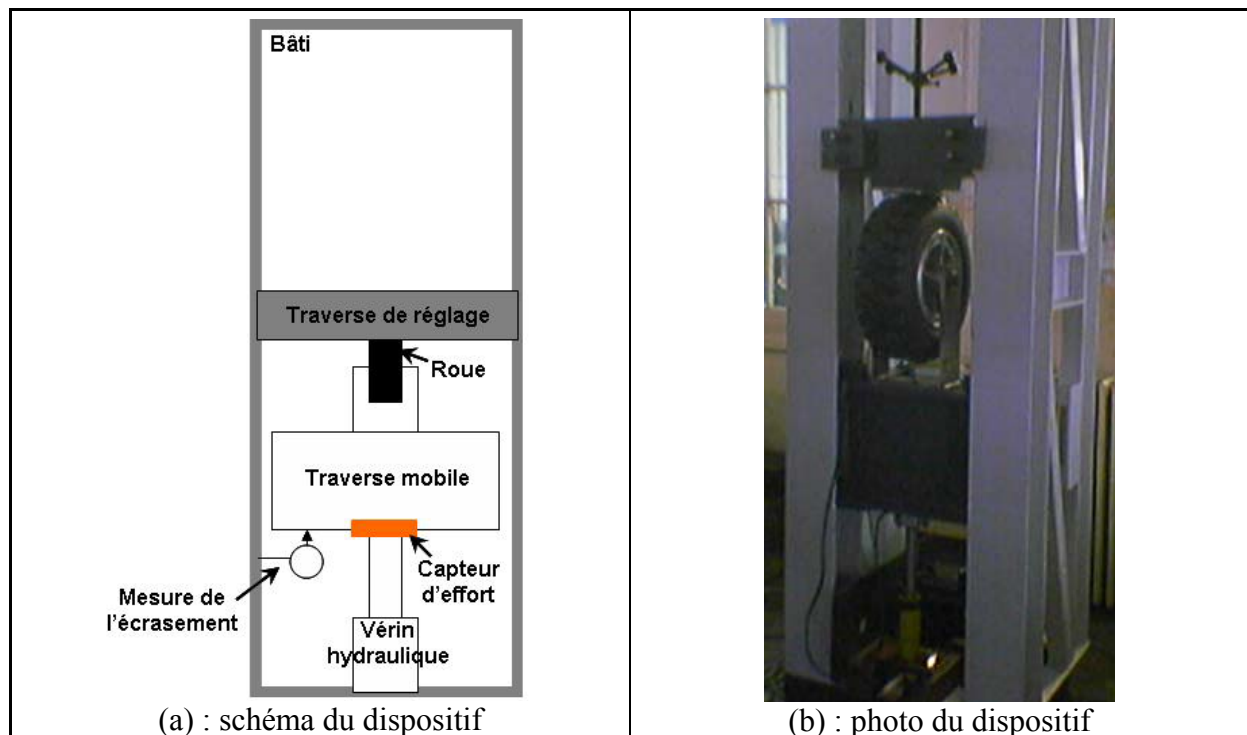 Bâti
Traverse de réglage
Roue
Traverse mobile
Capteur
d'effort
Mesure de
l'écrasement
Vérin
hydraulique
(a) : schéma du dispositif
(b) : photo du dispositif